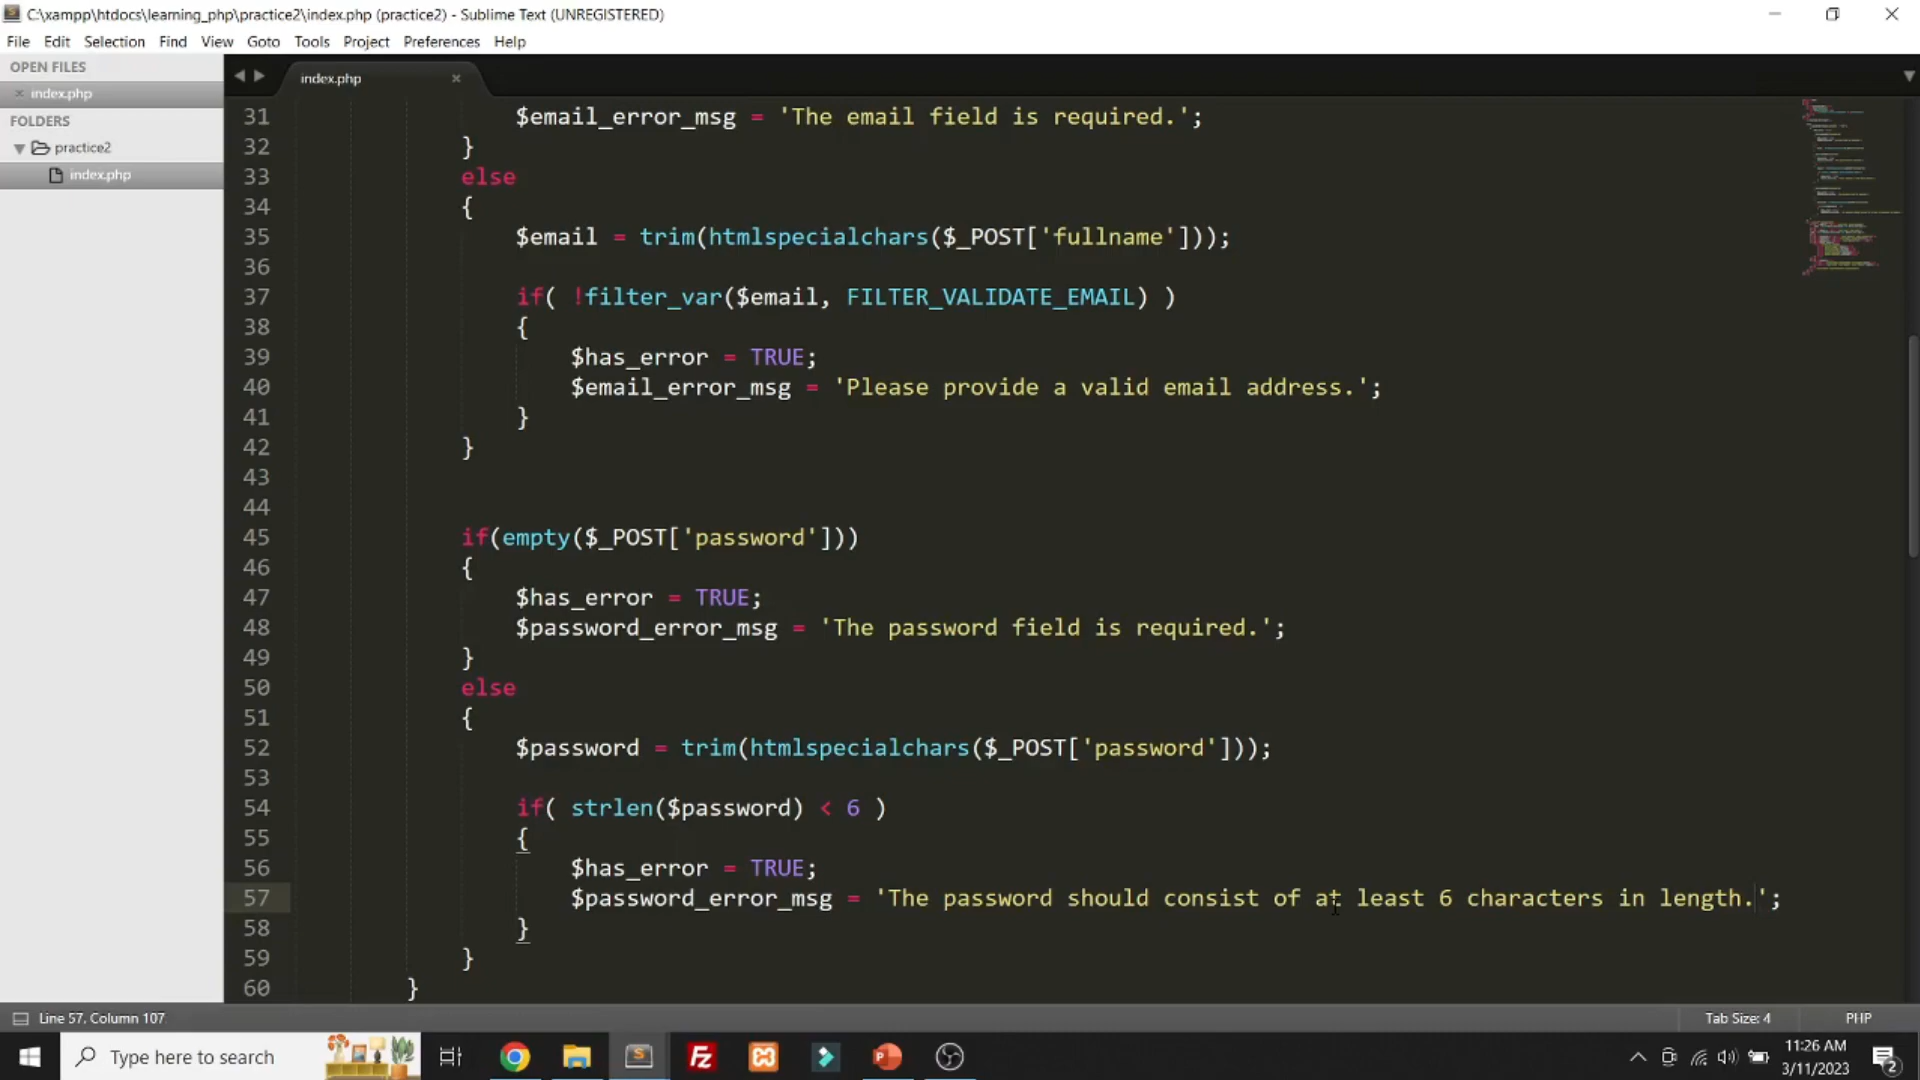 C:\xampp\htdocs\learning_php\practice2\index.php (practice2) - Sublime Text (UNREGISTERED)
File Edit Selection Find View Goto Tools Project Preferences Help
OPEN FILES
index.php
FOLDERS
practice2
index.php
index.php
31 $email_error_msg = 'The email field is required.';
32 }
33 else
34 {
35 $email = trim(htmlspecialchars($_POST['fullname']));
36
37 if( !filter_var($email, FILTER_VALIDATE_EMAIL) )
38 {
39 $has_error = TRUE;
40 $email_error_msg = 'Please provide a valid email address.';
41 }
42 }
43
44
45 if(empty($_POST['password']))
46 {
47 $has_error = TRUE;
48 $password_error_msg = 'The password field is required.';
49 }
50 else
51 {
52 $password = trim(htmlspecialchars($_POST['password']));
53
54 if( strlen($password) < 6 )
55 {
56 $has_error = TRUE;
57 $password_error_msg = 'The password should consist of at least 6 characters in length.';
58 }
59 }
60 }
Line 57, Column 107
Tab Size: 4
PHP
Type here to search
11:26 AM
3/11/2023
2